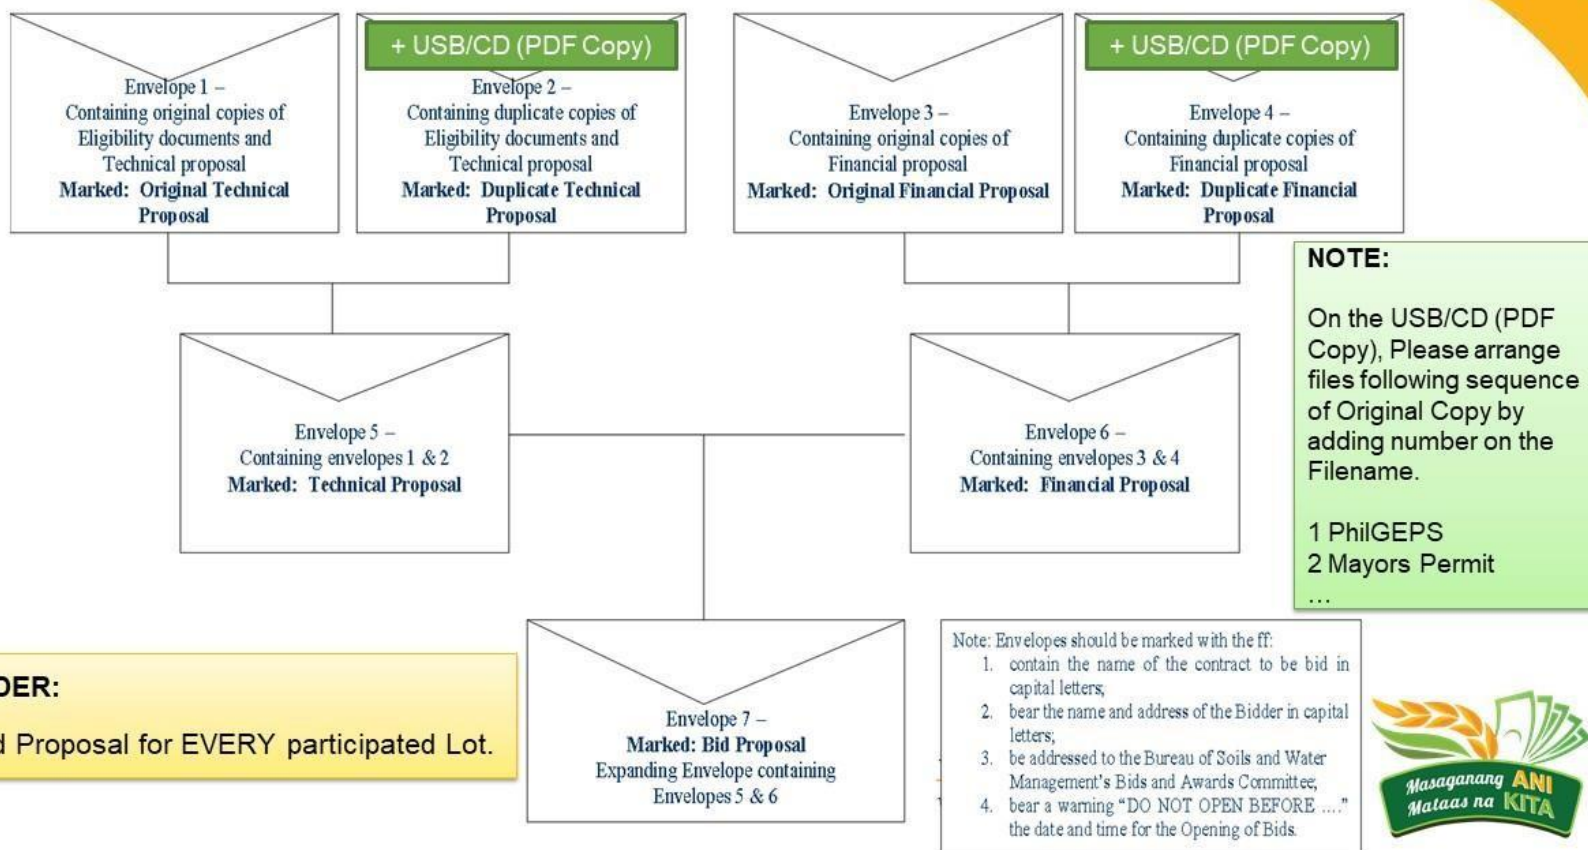 Envelope 1 –
Containing original copies of
Eligibility documents and
Technical proposal
Marked: Original Technical
Proposal
+ USB/CD (PDF Copy)
Envelope 2 –
Containing duplicate copies of
Eligibility documents and
Technical proposal
Marked: Duplicate Technical
Proposal
Envelope 3 –
Containing original copies of
Financial proposal
Marked: Original Financial Proposal
+ USB/CD (PDF Copy)
Envelope 4 –
Containing duplicate copies of
Financial proposal
Marked: Duplicate Financial
Proposal
NOTE:
On the USB/CD (PDF
Copy), Please arrange
files following sequence
of Original Copy by
adding number on the
Filename.
1 PhilGEPS
2 Mayors Permit
...
Envelope 5 –
Containing envelopes 1 & 2
Marked: Technical Proposal
Envelope 6 –
Containing envelopes 3 & 4
Marked: Financial Proposal
DER:
d Proposal for EVERY participated Lot.
Envelope 7 –
Marked: Bid Proposal
Expanding Envelope containing
Envelopes 5 & 6
Note: Envelopes should be marked with the ff:
1. contain the name of the contract to be bid in
capital letters;
2. bear the name and address of the Bidder in capital
letters;
3. be addressed to the Bureau of Soils and Water
Management's Bids and Awards Committee;
4. bear a warning “DO NOT OPEN BEFORE ....”
the date and time for the Opening of Bids.
Masaganang ANI
Mataas na KITA